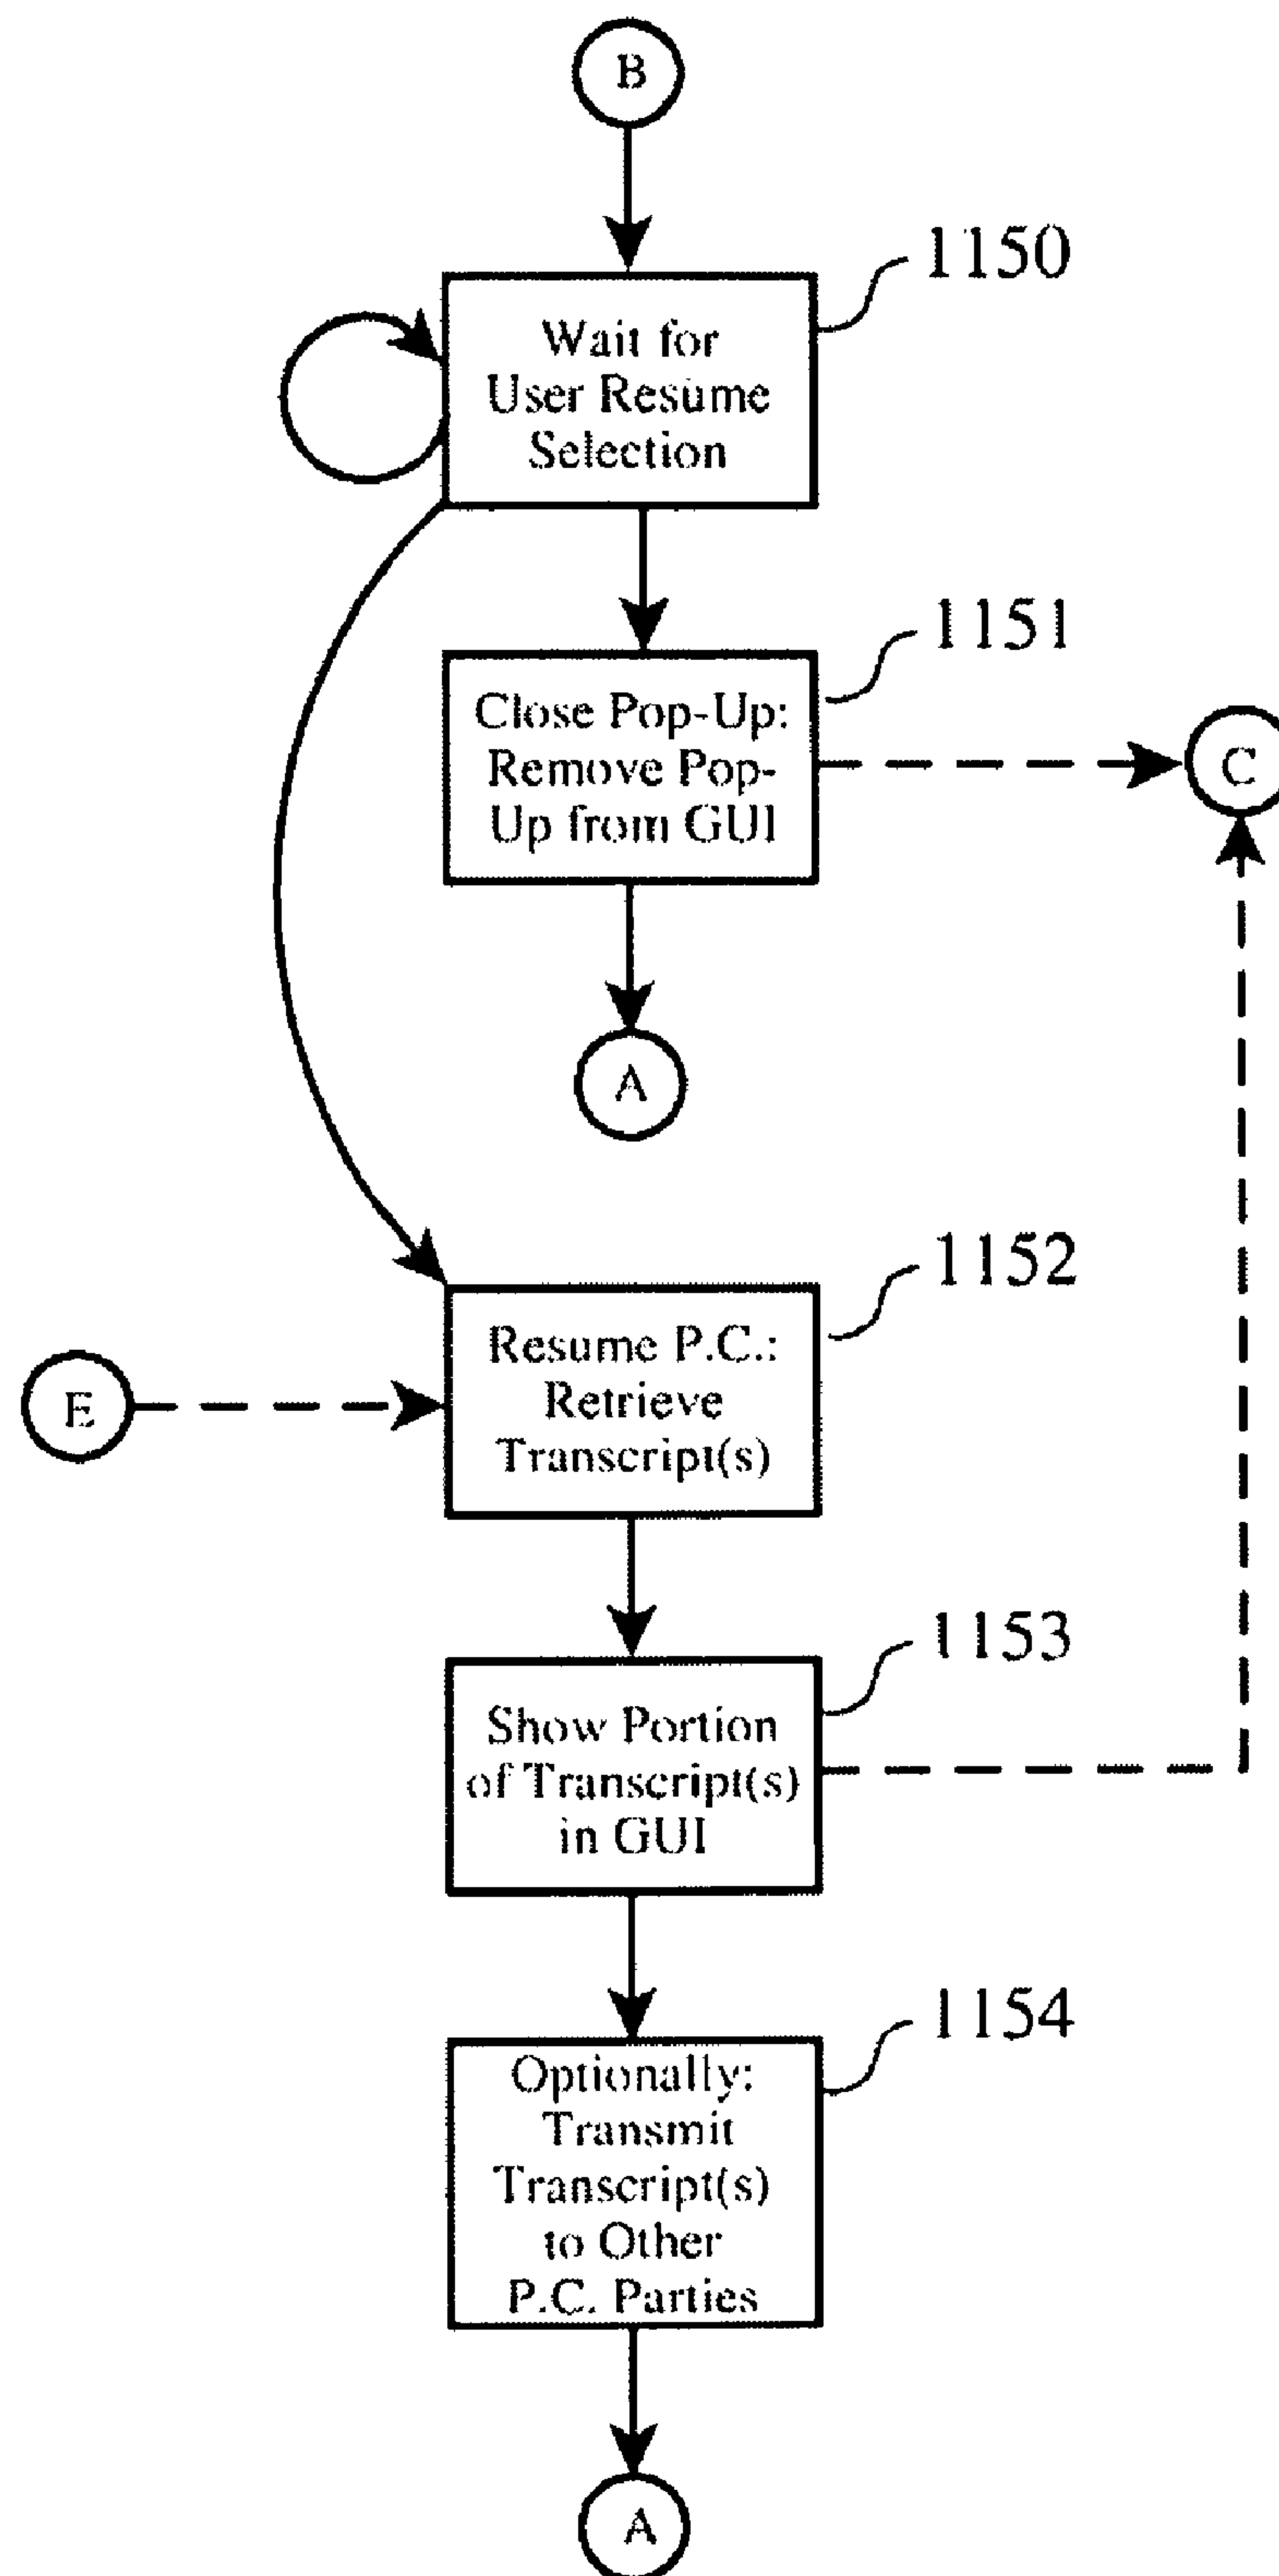 B
1150
Wait for
User Resume
Selection
1151
Close Pop-Up:
Remove Pop-
Up from GUI
C
A
1152
Resume P.C.:
Retrieve
Transcript(s)
E
1153
Show Portion
of Transcript(s)
in GUI
1154
Optionally:
Transmit
Transcript(s)
to Other
P.C. Parties
A